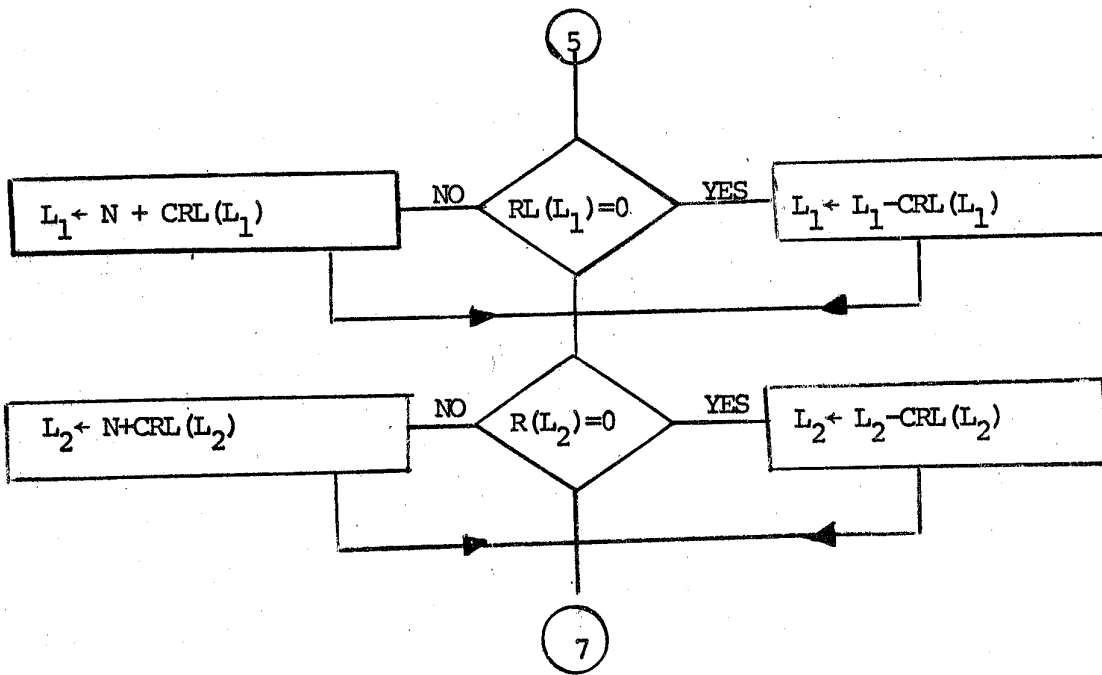 5
NO
RL(L₁)=0
YES
L₁← N + CRL(L₁)
L₁← L₁-CRL(L₁)
NO
R(L₂)=0
YES
L₂← N+CRL(L₂)
L₂← L₂-CRL(L₂)
7